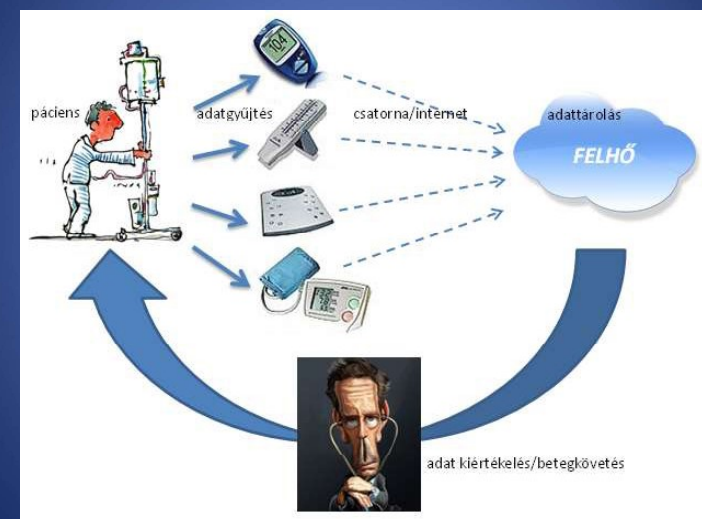 104
páciens
adatgyűjtés
csatorna/internet
adattárolás
FELHŐ
adat kiértékelés/betegkövetés